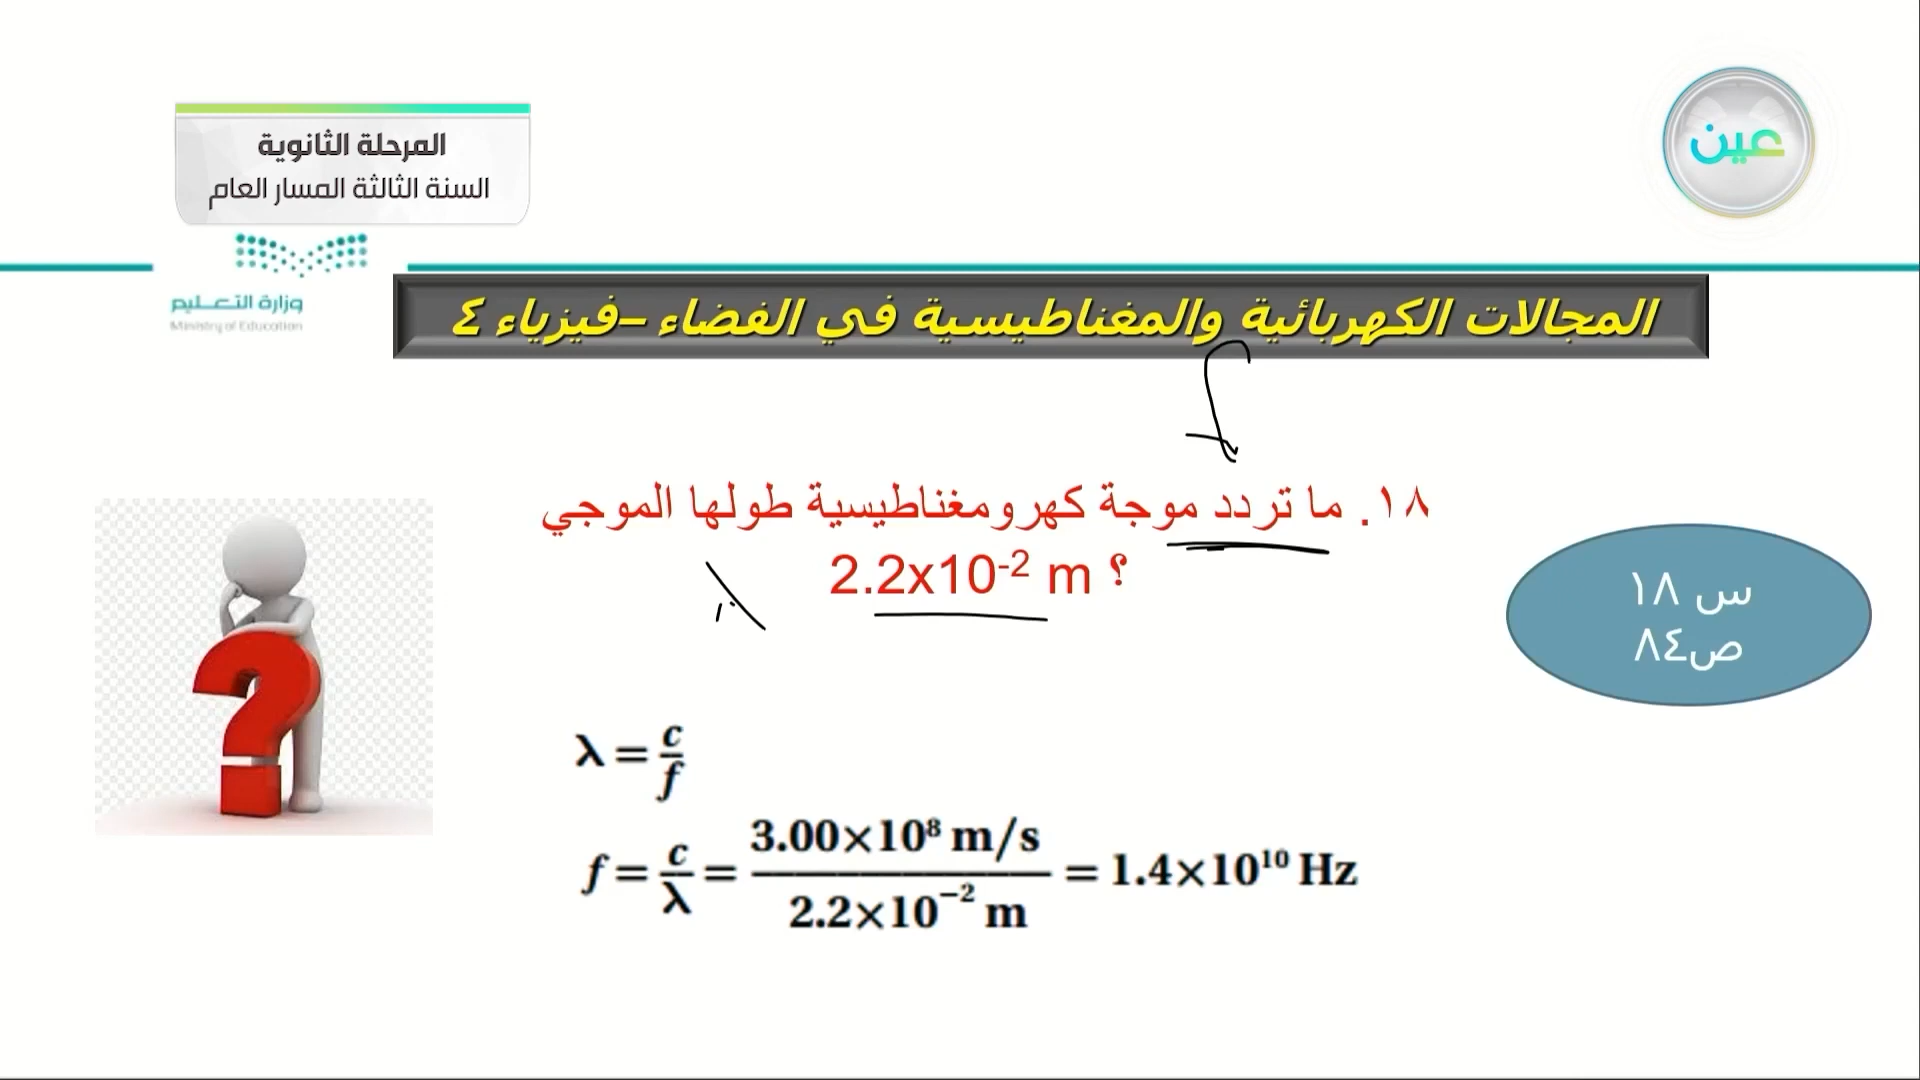 عين
المرحلة الثانوية
السنة الثالثة المسار العام
وزارة التعليم
Ministry of Education
المجالات الكهربائية والمغناطيسية في الفضاء –فيزياء ٤
f
١٨. ما تردد موجة كهرومغناطيسية طولها الموجي
2.2x10⁻² m ؟
λ
س ١٨
ص٨٤
λ = c/f
f = c/λ = 3.00×10⁸ m/s / 2.2×10⁻² m = 1.4×10¹⁰ Hz